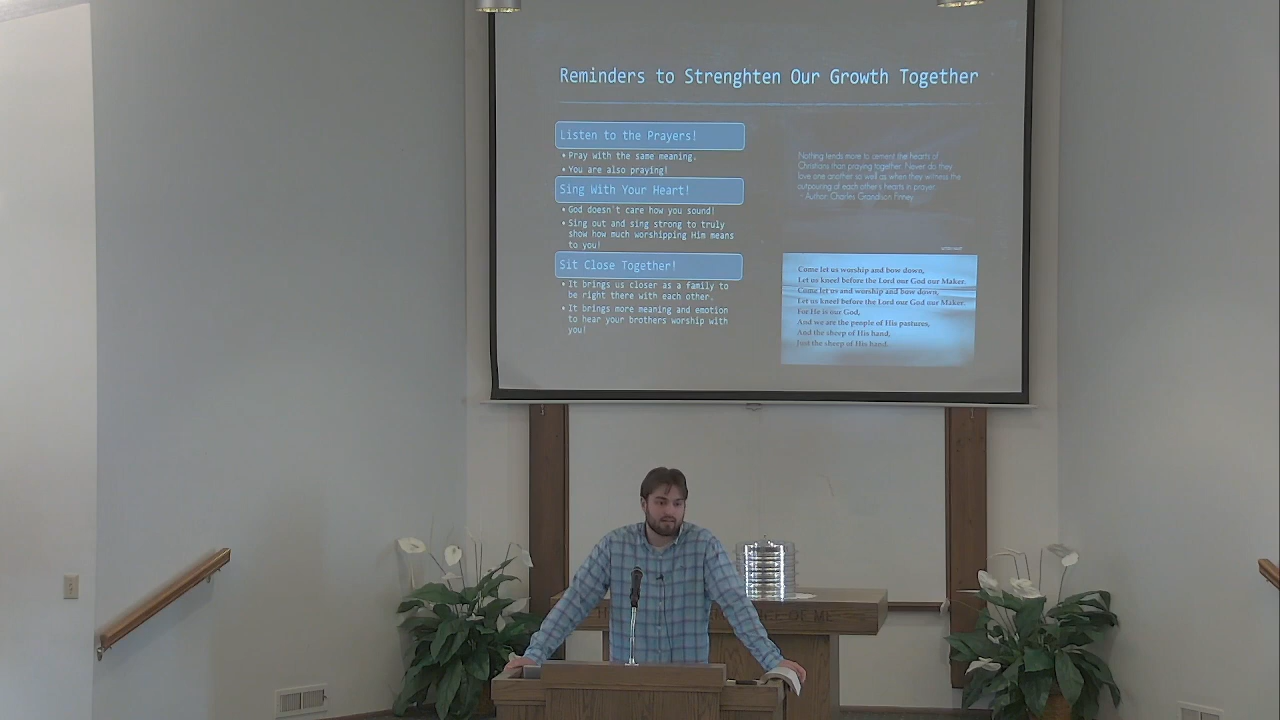 Reminders to Strenghten Our Growth Together
Listen to the Prayers!
• Pray with the same meaning.
• You are also praying!
Sing With Your Heart!
• God doesn't care how you sound!
• Sing out and sing strong to truly
show how much worshipping Him means
to you!
Sit Close Together!
• It brings us closer as a family to
be right there with each other.
• It brings more meaning and emotion
to hear your brothers worship with
you!
Nothing tends more to cement the hearts of
Christians than praying together. Never do they
love one another so well as when they witness the
outpouring of each other's hearts in prayer.
- Author: Charles Grandison Finney
Come let us worship and bow down,
Let us kneel before the Lord our God our Maker.
Come let us and worship and bow down,
Let us kneel before the Lord our God our Maker.
For He is our God,
And we are the people of His pastures,
And the sheep of His hand,
Just the sheep of His hand.
OF ME